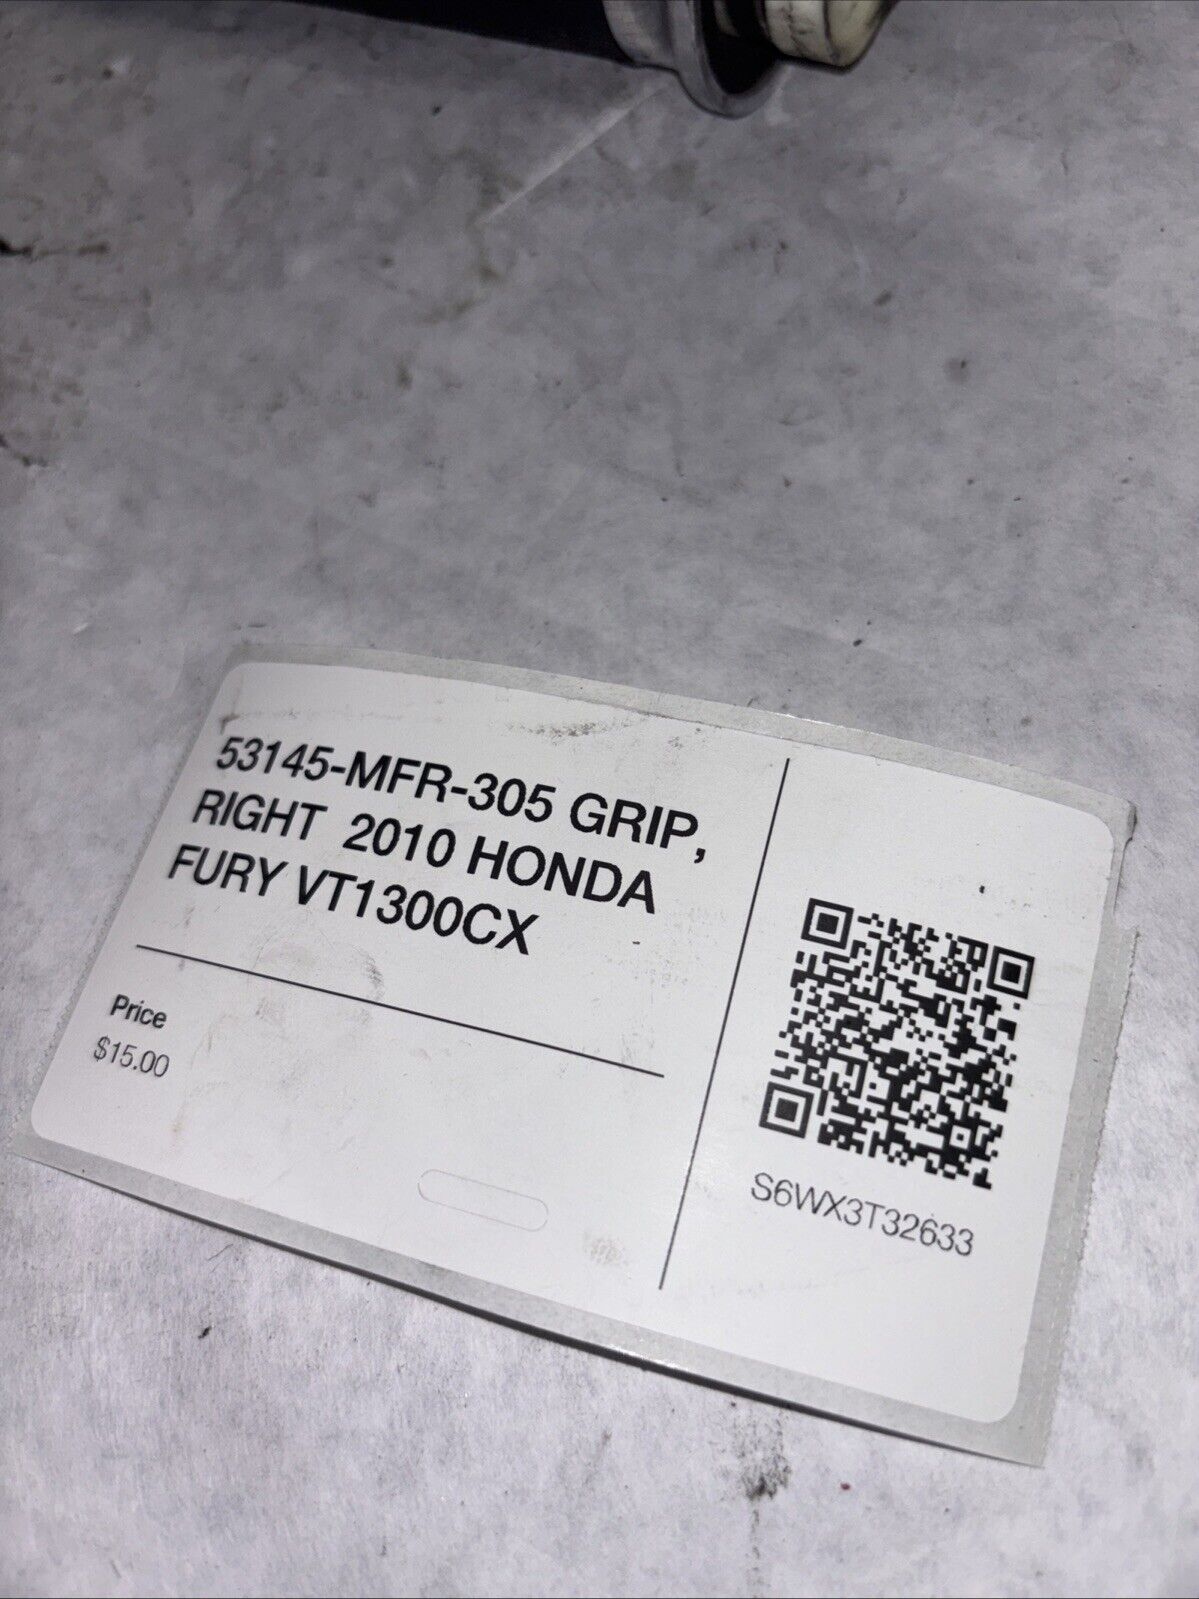 53145-MFR-305 GRIP,
RIGHT 2010 HONDA
FURY VT1300CX
Price
$15.00
S6WX3T32633